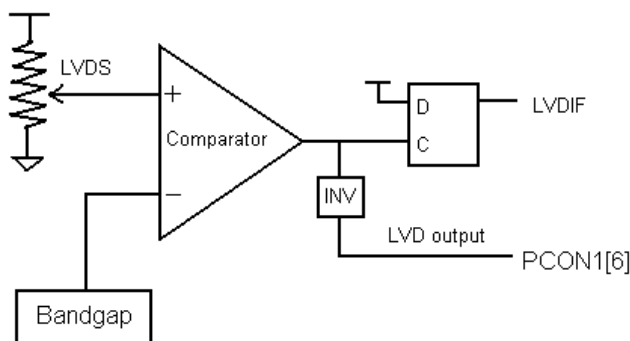 LVDS
+
Comparator
−
D
C
LVDIF
INV
LVD output
PCON1[6]
Bandgap